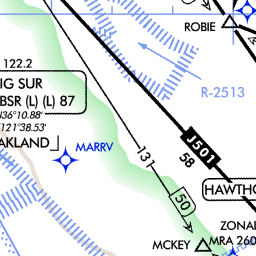 ROBIE
122.2
IG SUR
BSR (L) (L) 87
N36°10.88'
121°38.53'
AKLAND
R-2513
MARRV
131
J501
58
50
HAWTHO
ZONAL
MCKEY
MRA 260